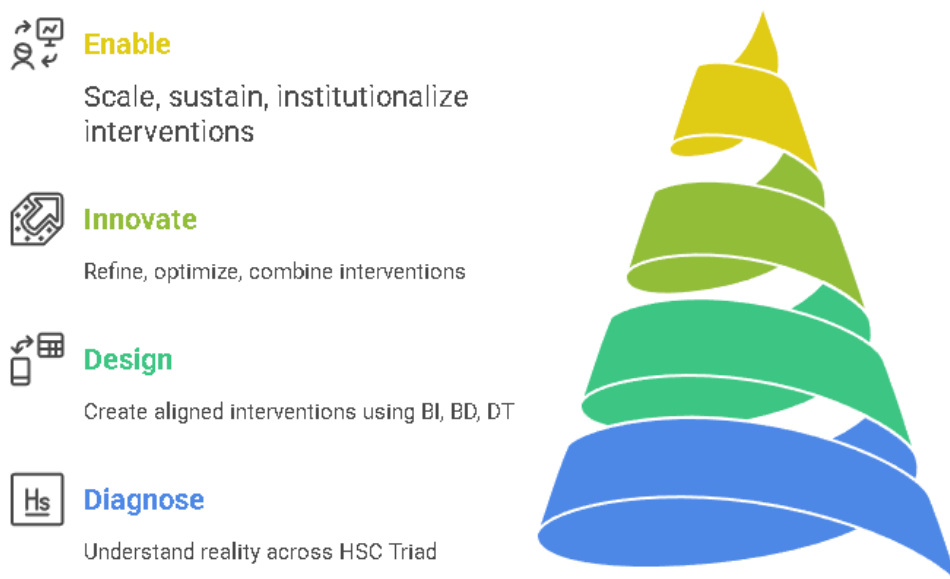 Enable
Scale, sustain, institutionalize
interventions
Innovate
Refine, optimize, combine interventions
Design
Create aligned interventions using BI, BD, DT
Hs
Diagnose
Understand reality across HSC Triad